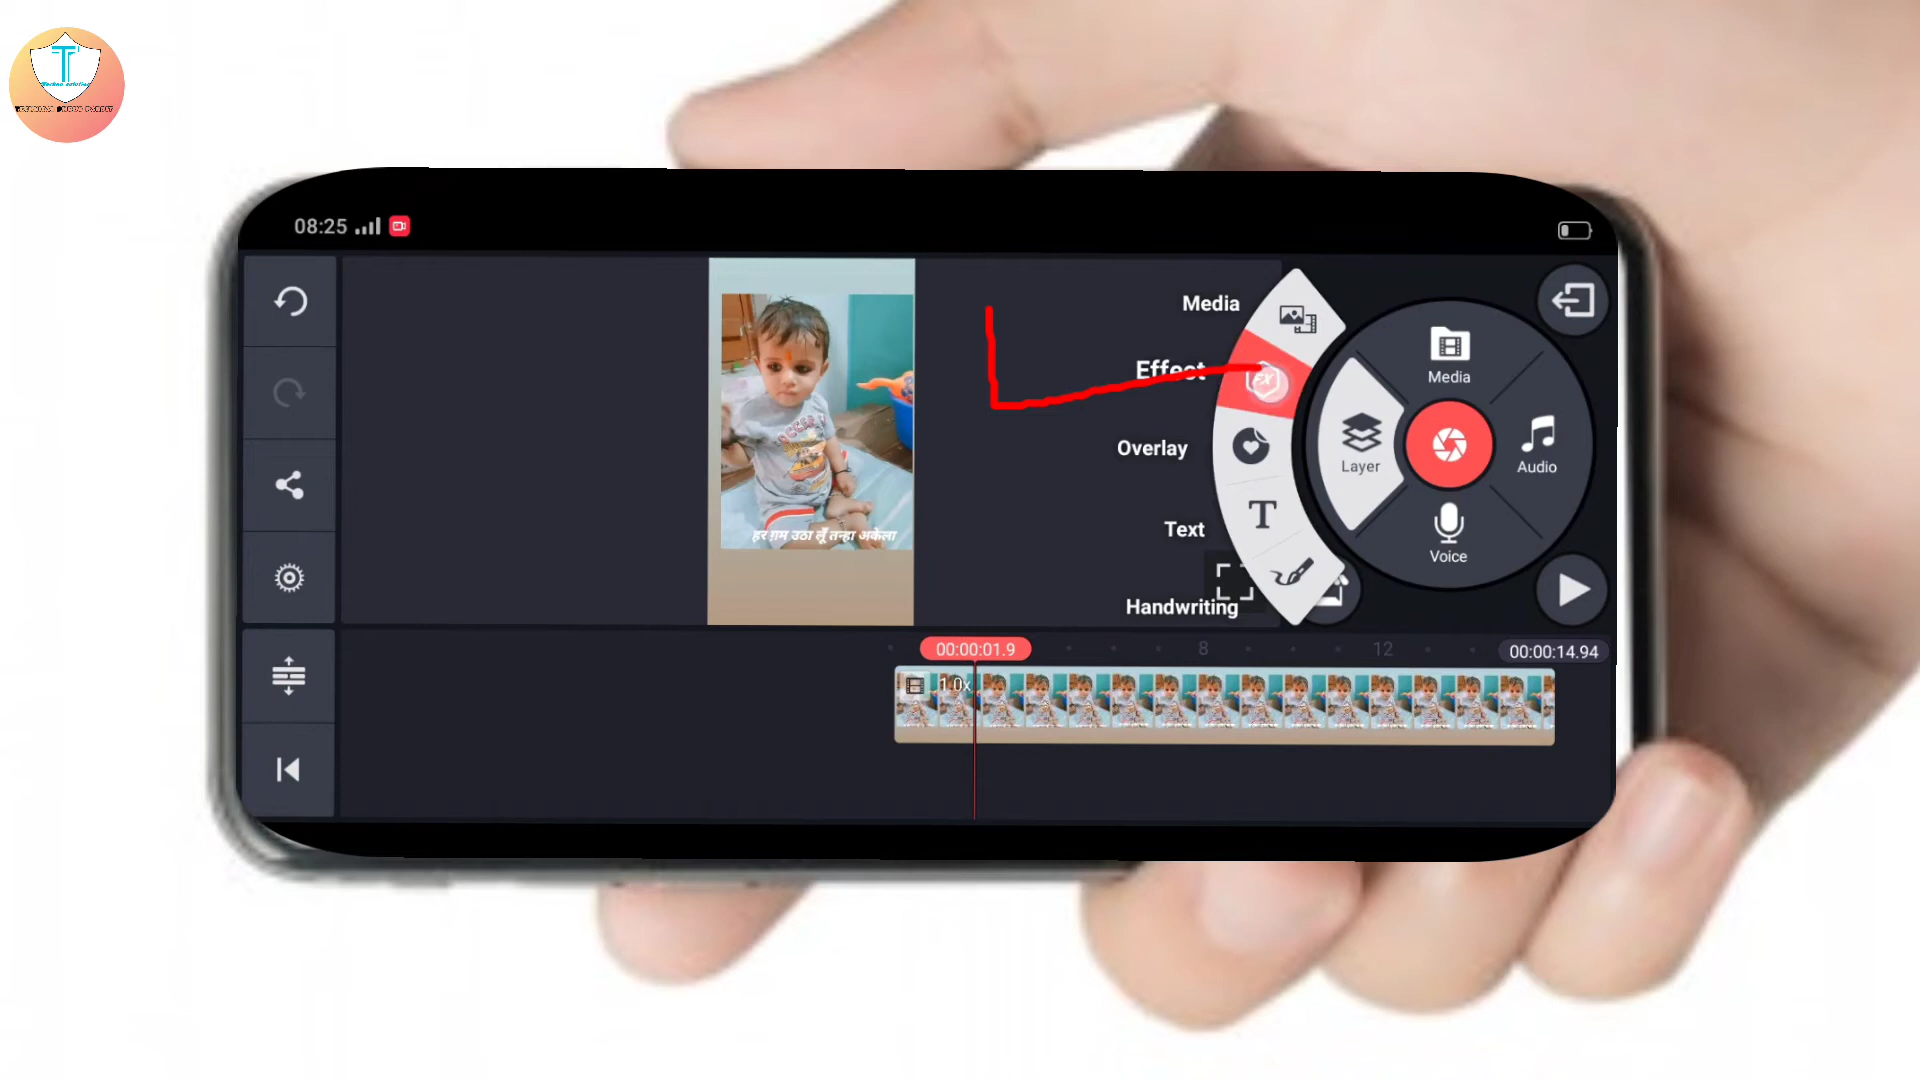 T
08:25
Media
Effect
FX
Overlay
Text
T
Handwriting
Media
Layer
Audio
Voice
हर ग़म उठा लूँ तन्हा अकेला
00:00:01.9
8
12
00:00:14.94
1.0x